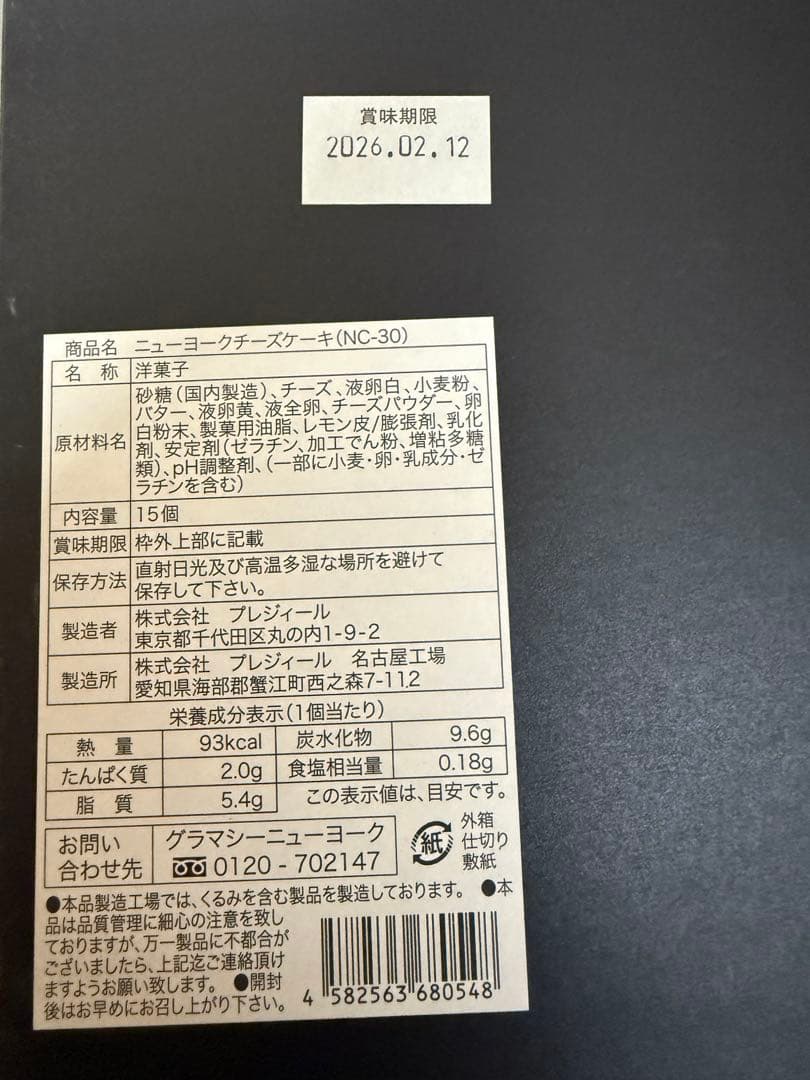 賞味期限
2026.02.12
商品名 ニューヨークチーズケーキ(NC-30)
名 称 洋菓子
原材料名
砂糖(国内製造)、チーズ、液卵白、小麦粉、
バター、液卵黄、液全卵、チーズパウダー、卵
白粉末、製菓用油脂、レモン皮/膨張剤、乳化
剤、安定剤(ゼラチン、加工でん粉、増粘多糖
類)、pH調整剤、(一部に小麦・卵・乳成分・ゼ
ラチンを含む)
内容量 15個
賞味期限 枠外上部に記載
保存方法
直射日光及び高温多湿な場所を避けて
保存して下さい。
製造者
株式会社 プレジィール
東京都千代田区丸の内1-9-2
製造所
株式会社 プレジィール 名古屋工場
愛知県海部郡蟹江町西之森7-112
栄養成分表示(1個当たり)
熱 量 93kcal 炭水化物 9.6g
たんぱく質 2.0g 食塩相当量 0.18g
脂 質 5.4g この表示値は、目安です。
お問い
合わせ先
グラマシーニューヨーク
0120-702147
紙
外箱
仕切り
敷紙
●本品製造工場では、くるみを含む製品を製造しております。 ●本
品は品質管理に細心の注意を致し
ておりますが、万一製品に不都合が
ございましたら、上記迄ご連絡頂け
ますようお願い致します。 ●開封
後はお早めにお召し上がり下さい。
4 582563 680548